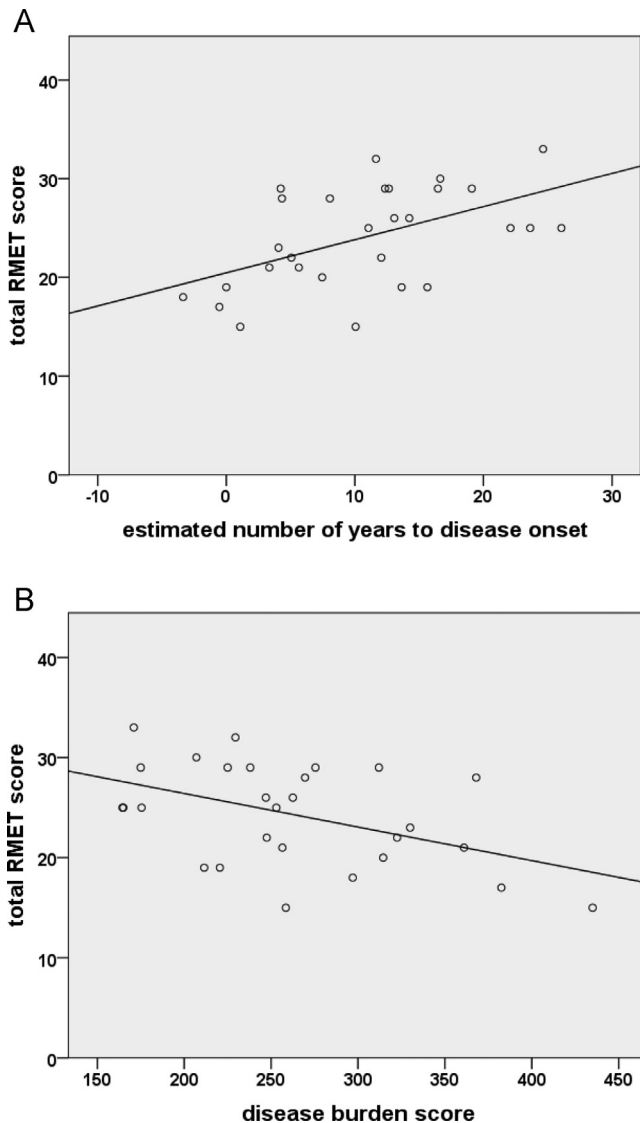 A
total RMET score
40
30
20
10
0
-10 0 10 20 30
estimated number of years to disease onset
B
total RMET score
40
30
20
10
0
150 200 250 300 350 400 450
disease burden score